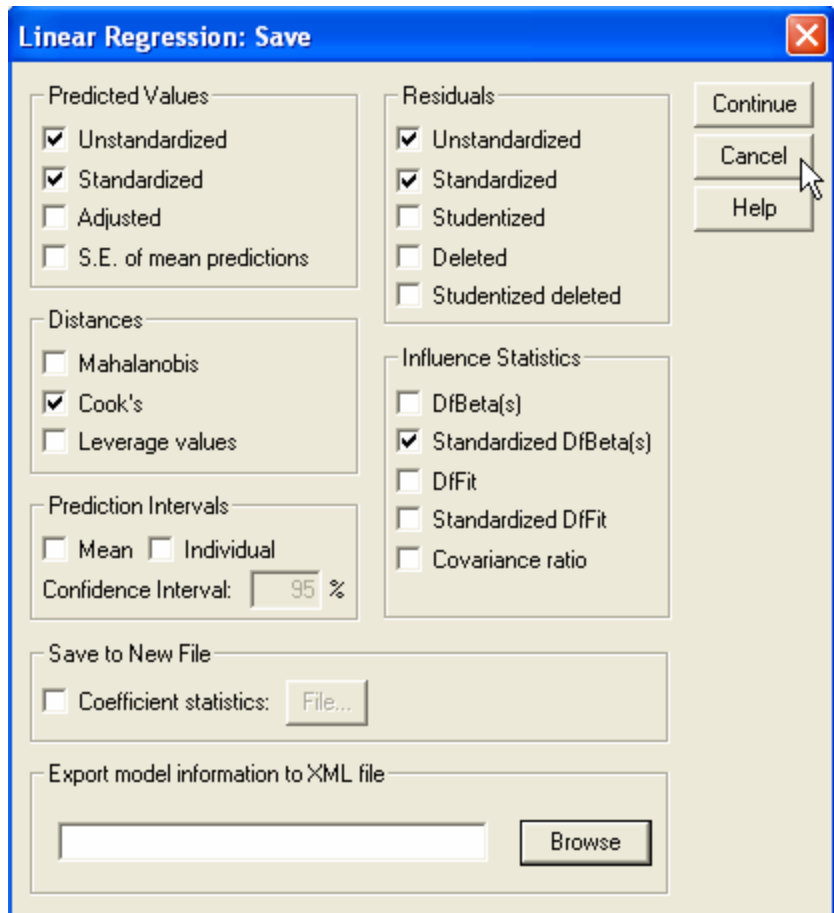 Linear Regression: Save
Predicted Values
Unstandardized
Standardized
Adjusted
S.E. of mean predictions
Distances
Mahalanobis
Cook's
Leverage values
Prediction Intervals
Mean Individual
Confidence Interval: 95 %
Residuals
Unstandardized
Standardized
Studentized
Deleted
Studentized deleted
Influence Statistics
DfBeta(s)
Standardized DfBeta(s)
DfFit
Standardized DfFit
Covariance ratio
Continue
Cancel
Help
Save to New File
Coefficient statistics: File...
Export model information to XML file
Browse